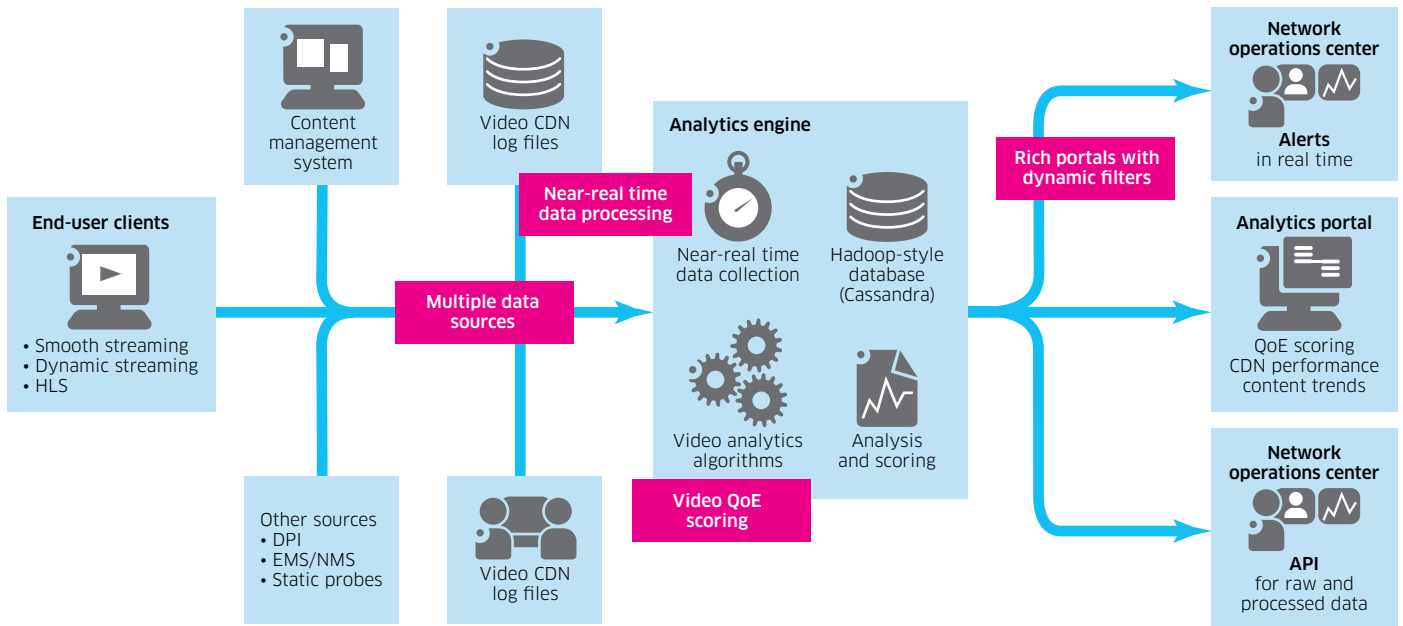 End-user clients
• Smooth streaming
• Dynamic streaming
• HLS
Content
management
system
Other sources
• DPI
• EMS/NMS
• Static probes
Video CDN
log files
Near-real time
data processing
Multiple data
sources
Video CDN
log files
Analytics engine
Near-real time
data collection
Hadoop-style
database
(Cassandra)
Video analytics
algorithms
Analysis
and scoring
Video QoE
scoring
Rich portals with
dynamic filters
Network
operations center
Alerts
in real time
Analytics portal
QoE scoring
CDN performance
content trends
Network
operations center
API
for raw and
processed data